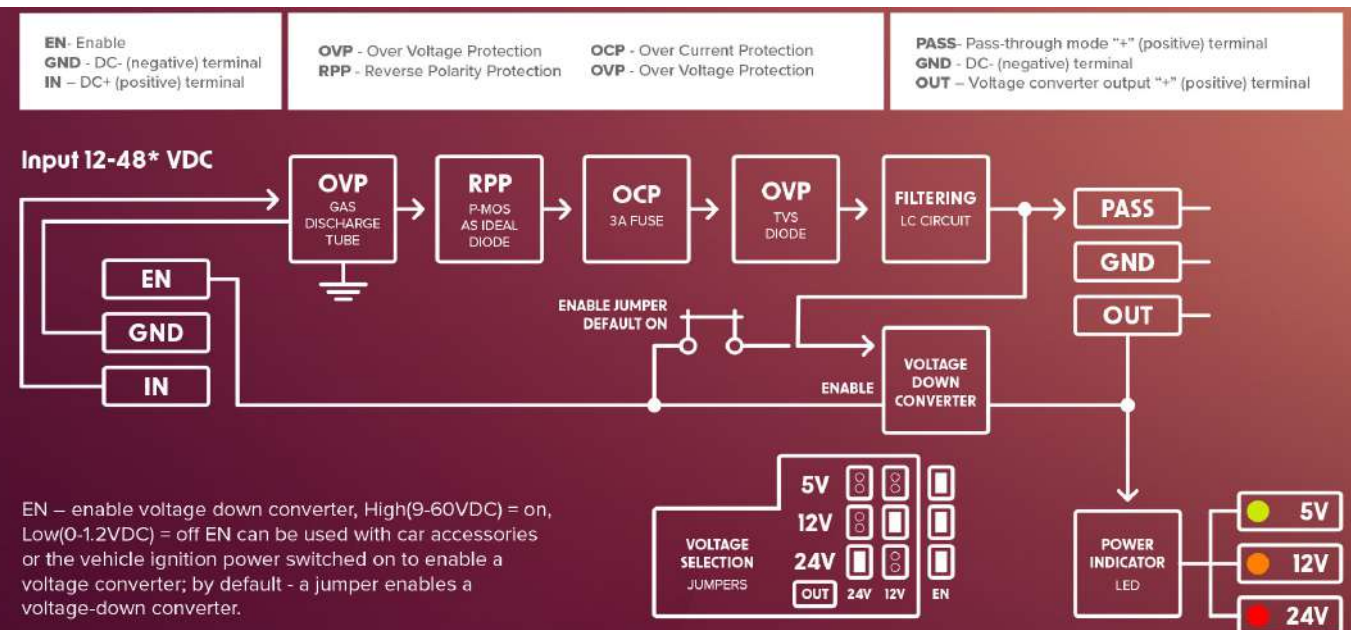 EN- Enable
GND - DC- (negative) terminal
IN – DC+ (positive) terminal
OVP - Over Voltage Protection
RPP - Reverse Polarity Protection
OCP - Over Current Protection
OVP - Over Voltage Protection
PASS- Pass-through mode “+” (positive) terminal
GND - DC- (negative) terminal
OUT – Voltage converter output “+” (positive) terminal
Input 12-48* VDC
OVP
GAS
DISCHARGE
TUBE
RPP
P-MOS
AS IDEAL
DIODE
OCP
3A FUSE
OVP
TVS
DIODE
FILTERING
LC CIRCUIT
PASS
GND
OUT
EN
GND
IN
ENABLE JUMPER
DEFAULT ON
ENABLE
VOLTAGE
DOWN
CONVERTER
EN – enable voltage down converter, High(9-60VDC) = on,
Low(0-1.2VDC) = off EN can be used with car accessories
or the vehicle ignition power switched on to enable a
voltage converter; by default - a jumper enables a
voltage-down converter.
VOLTAGE
SELECTION
JUMPERS
5V
12V
24V
OUT 24V 12V EN
POWER
INDICATOR
LED
5V
12V
24V